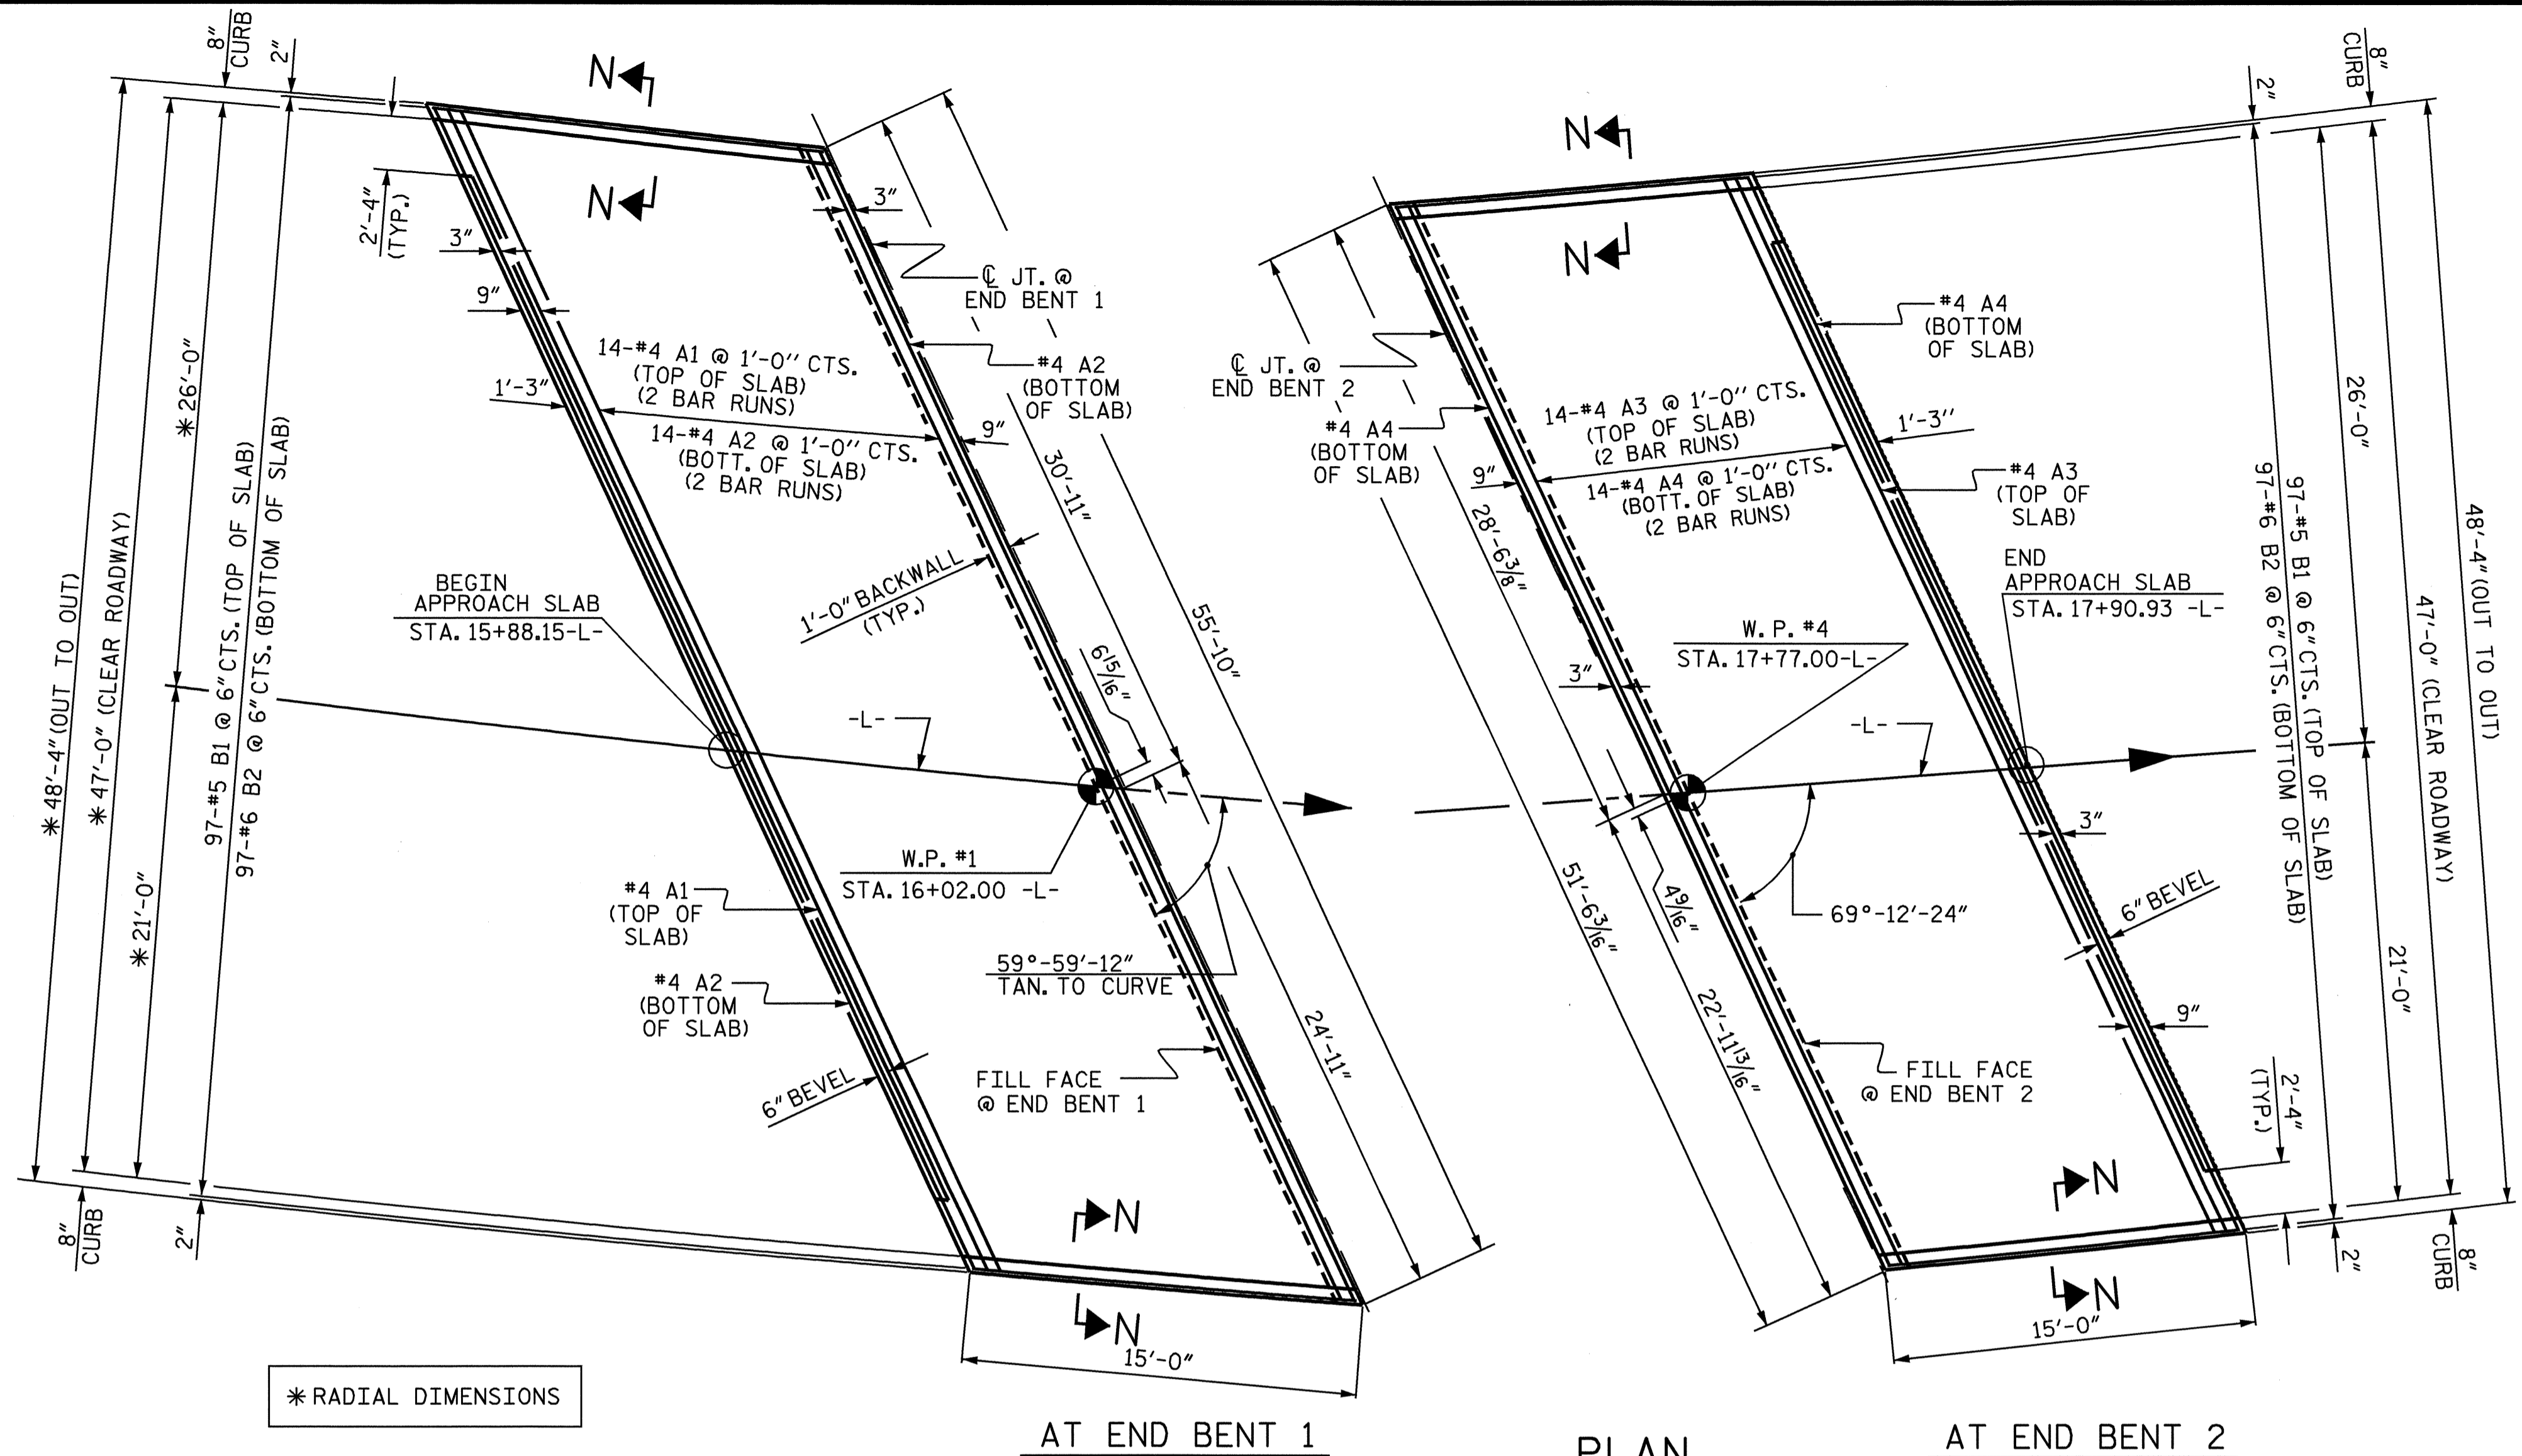 8"
CURB
2"
N
N
2'-4"
(TYP.)
3"
9"
1'-3"
3"
℄ JT. @
END BENT 1
#4 A2
(BOTTOM
OF SLAB)
14-#4 A1 @ 1'-0" CTS.
(TOP OF SLAB)
(2 BAR RUNS)
14-#4 A2 @ 1'-0" CTS.
(BOTT. OF SLAB)
(2 BAR RUNS)
9"
30'-11"
55'-10"
✳26'-0"
✳48'-4"(OUT TO OUT)
✳47'-0" (CLEAR ROADWAY)
97-#5 B1 @ 6"CTS.(TOP OF SLAB)
97-#6 B2 @ 6"CTS.(BOTTOM OF SLAB)
✳21'-0"
BEGIN
APPROACH SLAB
STA. 15+88.15-L-
1'-0" BACKWALL
(TYP.)
6 15/16"
-L-
W.P. #1
STA. 16+02.00 -L-
#4 A1
(TOP OF
SLAB)
#4 A2
(BOTTOM
OF SLAB)
59°-59'-12"
TAN. TO CURVE
24'-11"
6" BEVEL
FILL FACE
@ END BENT 1
8"
CURB
2"
N
N
15'-0"
✳RADIAL DIMENSIONS
AT END BENT 1
N
N
2"
8"
CURB
℄ JT. @
END BENT 2
#4 A4
(BOTTOM
OF SLAB)
14-#4 A3 @ 1'-0" CTS.
(TOP OF SLAB)
(2 BAR RUNS)
14-#4 A4 @ 1'-0" CTS.
(BOTT. OF SLAB)
(2 BAR RUNS)
#4 A4
(BOTTOM
OF SLAB)
1'-3"
#4 A3
(TOP OF
SLAB)
9"
28'-6 3/8"
END
APPROACH SLAB
STA. 17+90.93 -L-
W. P. #4
STA. 17+77.00-L-
3"
-L-
26'-0"
97-#5 B1 @ 6"CTS.(TOP OF SLAB)
97-#6 B2 @ 6"CTS.(BOTTOM OF SLAB)
47'-0" (CLEAR ROADWAY)
48'-4"(OUT TO OUT)
3"
51'-6 3/16"
4 9/16"
69°-12'-24"
6" BEVEL
21'-0"
22'-11 13/16"
9"
FILL FACE
@ END BENT 2
2'-4"
(TYP.)
N
N
15'-0"
2"
8"
CURB
PLAN
AT END BENT 2